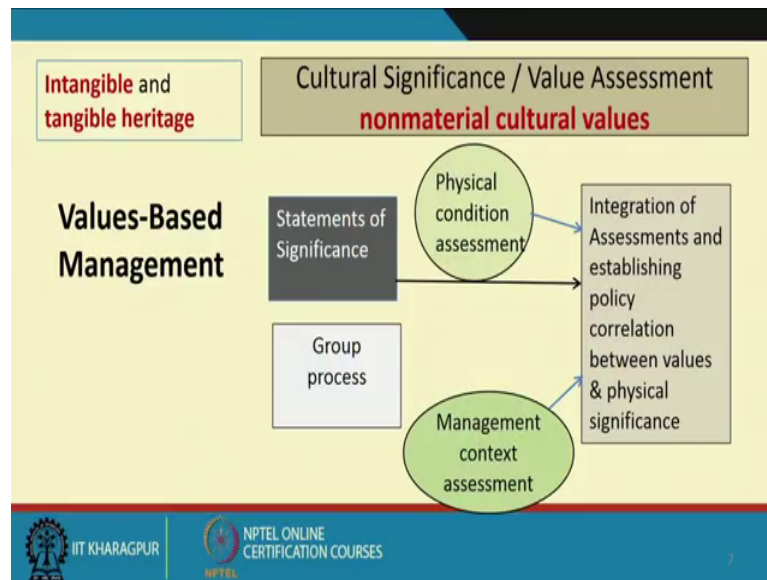 Intangible and
tangible heritage
Cultural Significance / Value Assessment
nonmaterial cultural values
Values-Based
Management
Statements of
Significance
Physical
condition
assessment
Integration of
Assessments and
establishing
policy
correlation
between values
& physical
significance
Group
process
Management
context
assessment
IIT KHARAGPUR
NPTEL
NPTEL ONLINE
CERTIFICATION COURSES
7